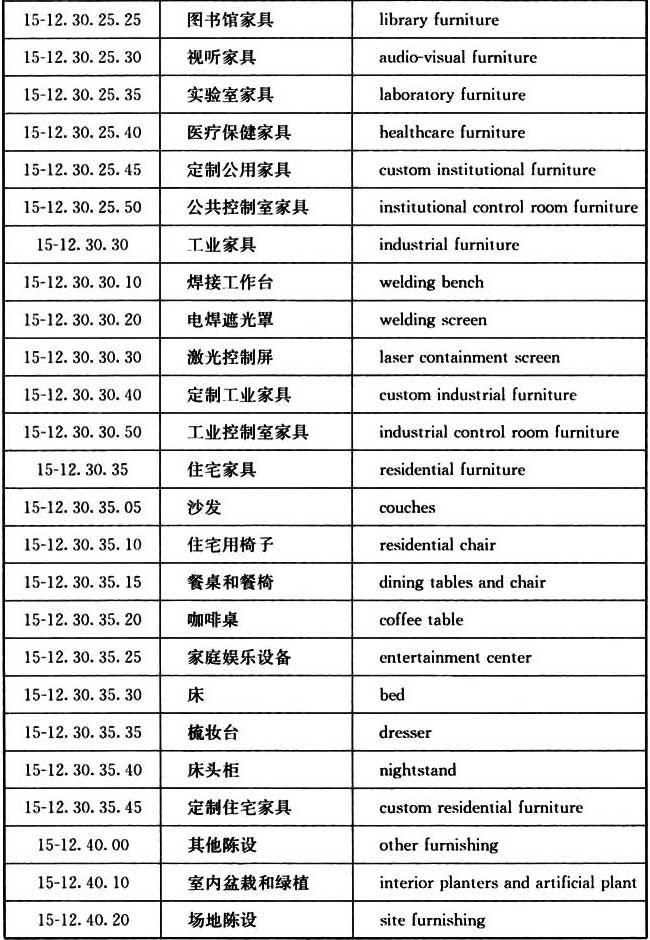 15-12.30.25.25 图书馆家具 library furniture
15-12.30.25.30 视听家具 audio-visual furniture
15-12.30.25.35 实验室家具 laboratory furniture
15-12.30.25.40 医疗保健家具 healthcare furniture
15-12.30.25.45 定制公用家具 custom institutional furniture
15-12.30.25.50 公共控制室家具 institutional control room furniture
15-12.30.30 工业家具 industrial furniture
15-12.30.30.10 焊接工作台 welding bench
15-12.30.30.20 电焊遮光罩 welding screen
15-12.30.30.30 激光控制屏 laser containment screen
15-12.30.30.40 定制工业家具 custom industrial furniture
15-12.30.30.50 工业控制室家具 industrial control room furniture
15-12.30.35 住宅家具 residential furniture
15-12.30.35.05 沙发 couches
15-12.30.35.10 住宅用椅子 residential chair
15-12.30.35.15 餐桌和餐椅 dining tables and chair
15-12.30.35.20 咖啡桌 coffee table
15-12.30.35.25 家庭娱乐设备 entertainment center
15-12.30.35.30 床 bed
15-12.30.35.35 梳妆台 dresser
15-12.30.35.40 床头柜 nightstand
15-12.30.35.45 定制住宅家具 custom residential furniture
15-12.40.00 其他陈设 other furnishing
15-12.40.10 室内盆栽和绿植 interior planters and artificial plant
15-12.40.20 场地陈设 site furnishing